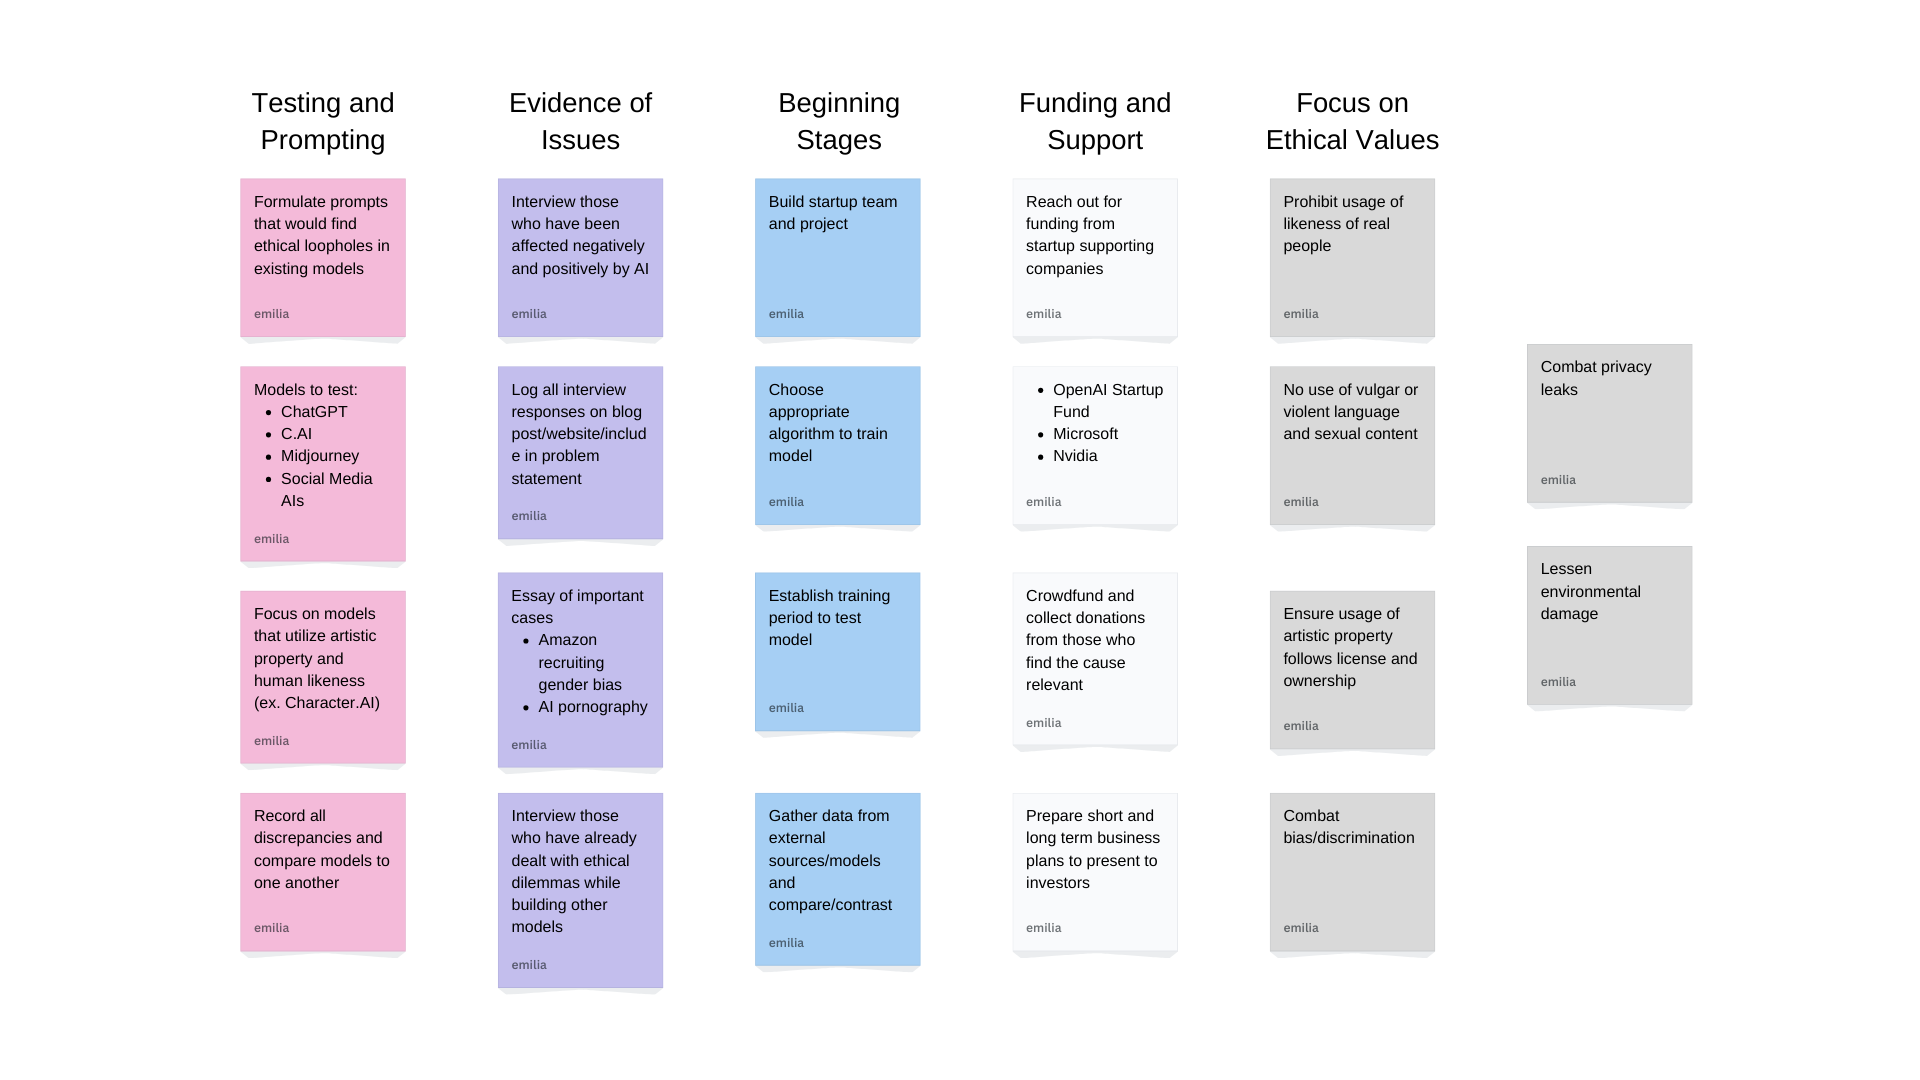 Testing and
Prompting
Formulate prompts
that would find
ethical loopholes in
existing models
emilia
Models to test:
• ChatGPT
• C.AI
• Midjourney
• Social Media
AIs
emilia
Focus on models
that utilize artistic
property and
human likeness
(ex. Character.AI)
emilia
Record all
discrepancies and
compare models to
one another
emilia
Evidence of
Issues
Interview those
who have been
affected negatively
and positively by AI
emilia
Log all interview
responses on blog
post/website/includ
e in problem
statement
emilia
Essay of important
cases
• Amazon
recruiting
gender bias
• AI pornography
emilia
Interview those
who have already
dealt with ethical
dilemmas while
building other
models
emilia
Beginning
Stages
Build startup team
and project
emilia
Choose
appropriate
algorithm to train
model
emilia
Establish training
period to test
model
emilia
Gather data from
external
sources/models
and
compare/contrast
emilia
Funding and
Support
Reach out for
funding from
startup supporting
companies
emilia
• OpenAI Startup
Fund
• Microsoft
• Nvidia
emilia
Crowdfund and
collect donations
from those who
find the cause
relevant
emilia
Prepare short and
long term business
plans to present to
investors
emilia
Focus on
Ethical Values
Prohibit usage of
likeness of real
people
emilia
No use of vulgar or
violent language
and sexual content
emilia
Ensure usage of
artistic property
follows license and
ownership
emilia
Combat
bias/discrimination
emilia
Combat privacy
leaks
emilia
Lessen
environmental
damage
emilia